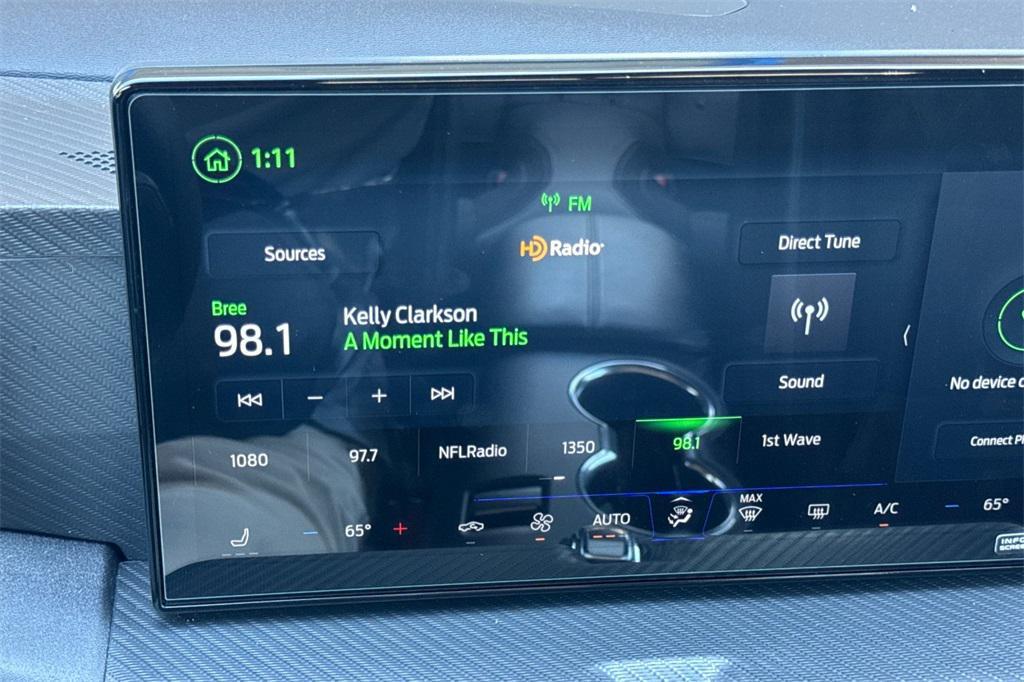 1:11
FM
HD Radio
Sources
Direct Tune
Bree
98.1
Kelly Clarkson
A Moment Like This
Sound
No device
Connect
1080
97.7
NFLRadio
1350
98.1
1st Wave
65°
AUTO
MAX
A/C
65°